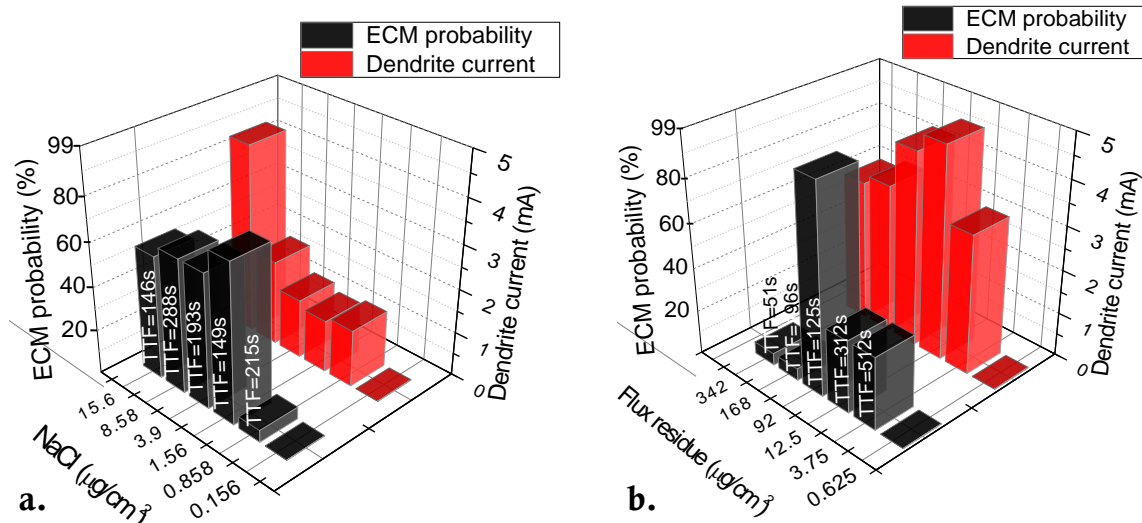 ECM probability
Dendrite current
ECM probability (%)
99
80
60
40
20
TTF=146s
TTF=288s
TTF=193s
TTF=149s
TTF=215s
5
4
3
2
1
0
Dendrite current (mA)
15.6
8.58
3.9
1.56
0.858
0.156
NaCl (µg/cm²)
a.
ECM probability
Dendrite current
ECM probability (%)
99
80
60
40
20
TTF=51s
TTF=96s
TTF=125s
TTF=312s
TTF=512s
5
4
3
2
1
0
Dendrite current (mA)
342
168
92
12.5
3.75
0.625
Flux residue (µg/cm²)
b.